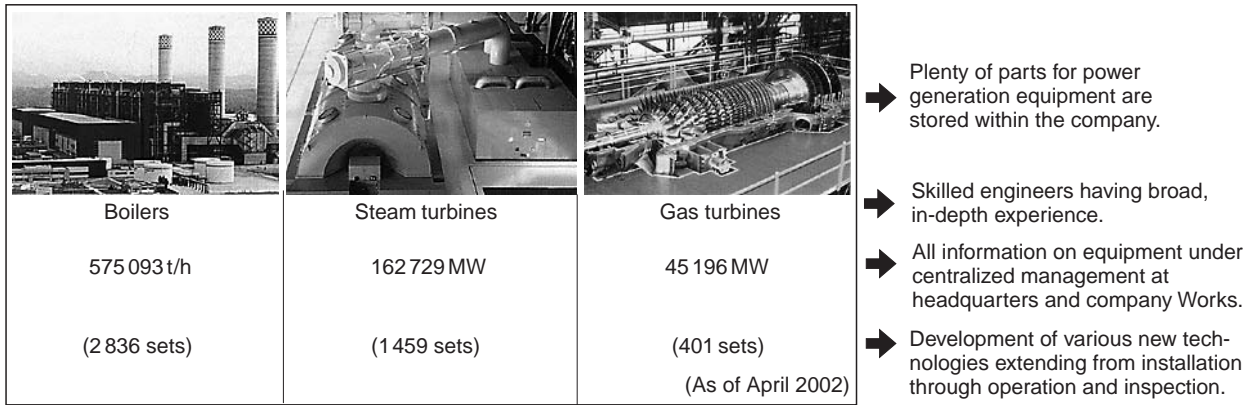 Boilers
575 093 t/h
(2 836 sets)
Steam turbines
162 729 MW
(1 459 sets)
Gas turbines
45 196 MW
(401 sets)
(As of April 2002)
Plenty of parts for power
generation equipment are
stored within the company.
Skilled engineers having broad,
in-depth experience.
All information on equipment under
centralized management at
headquarters and company Works.
Development of various new tech-
nologies extending from installation
through operation and inspection.